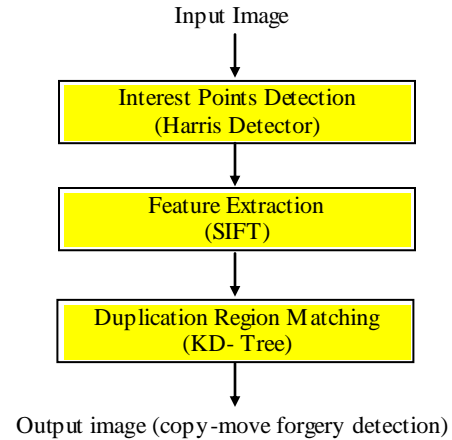 Input Image
Interest Points Detection
(Harris Detector)
Feature Extraction
(SIFT)
Duplication Region Matching
(KD- Tree)
Output image (copy-move forgery detection)